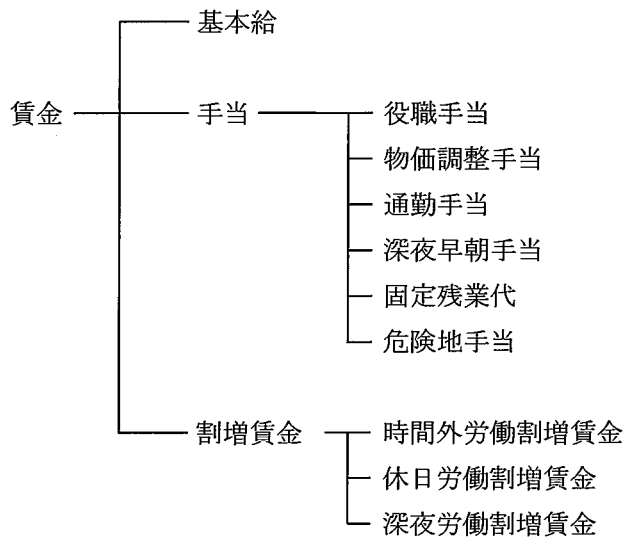 基本給
賃金 手当 役職手当
物価調整手当
通勤手当
深夜早朝手当
固定残業代
危険地手当
割増賃金 時間外労働割増賃金
休日労働割増賃金
深夜労働割増賃金